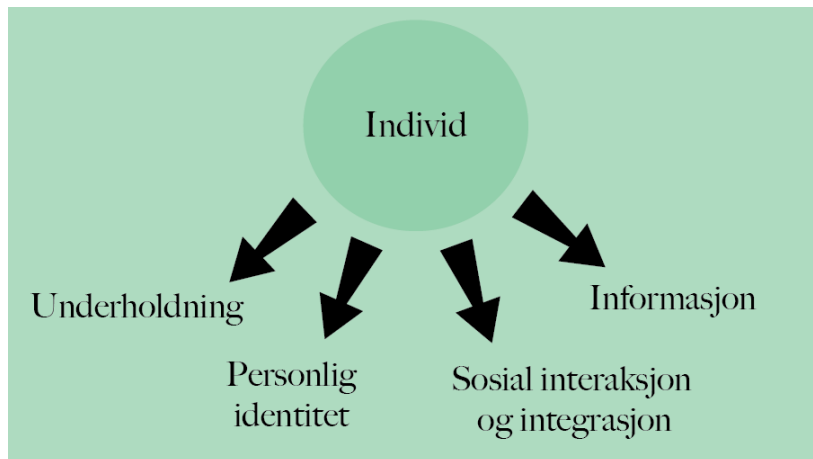 Individ
Underholdning
Informasjon
Personlig
identitet
Sosial interaksjon
og integrasjon